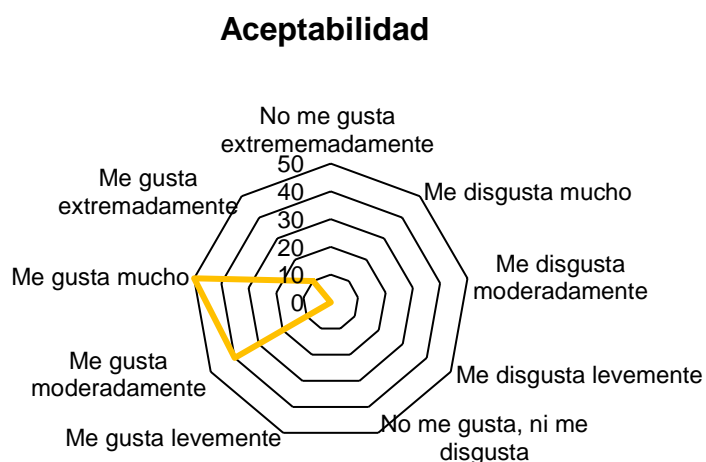 Aceptabilidad
No me gusta
extrememadamente
50
40
30
20
10
0
Me disgusta mucho
Me disgusta
moderadamente
Me disgusta levemente
No me gusta, ni me
disgusta
Me gusta levemente
Me gusta
moderadamente
Me gusta mucho
Me gusta
extremadamente